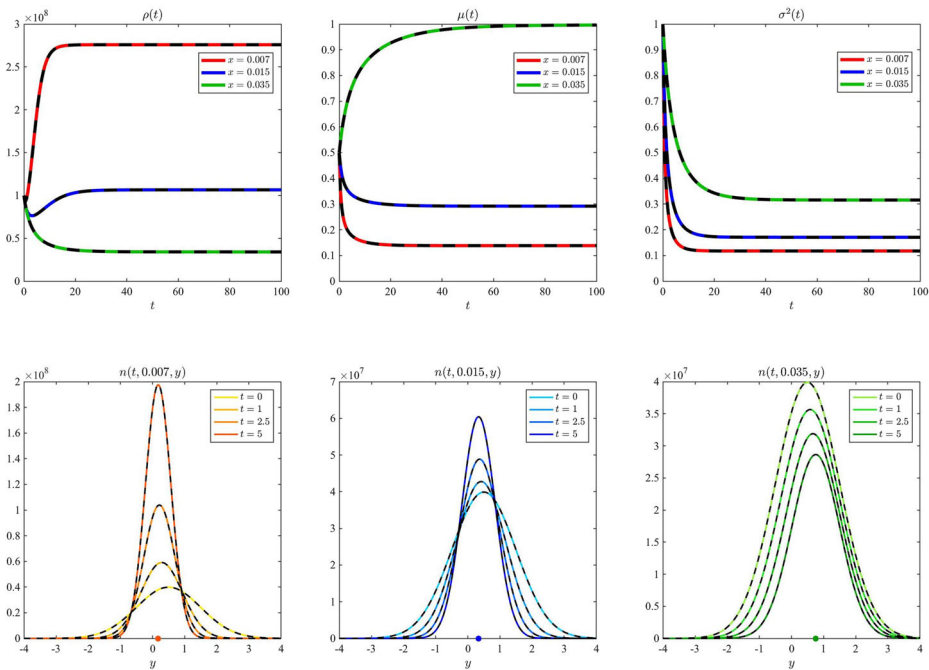 ×10⁸
ρ(t)
3
2.5
2
1.5
1
0.5
0
0 20 40 60 80 100
t
x = 0.007
x = 0.015
x = 0.035
μ(t)
1
0.9
0.8
0.7
0.6
0.5
0.4
0.3
0.2
0.1
0
0 20 40 60 80 100
t
x = 0.007
x = 0.015
x = 0.035
σ²(t)
1
0.9
0.8
0.7
0.6
0.5
0.4
0.3
0.2
0.1
0
0 20 40 60 80 100
t
x = 0.007
x = 0.015
x = 0.035
×10⁸
n(t, 0.007, y)
2
1.8
1.6
1.4
1.2
1
0.8
0.6
0.4
0.2
0
-4 -3 -2 -1 0 1 2 3 4
y
t = 0
t = 1
t = 2.5
t = 5
×10⁷
n(t, 0.015, y)
7
6
5
4
3
2
1
0
-4 -3 -2 -1 0 1 2 3 4
y
t = 0
t = 1
t = 2.5
t = 5
×10⁷
n(t, 0.035, y)
4
3.5
3
2.5
2
1.5
1
0.5
0
-4 -3 -2 -1 0 1 2 3 4
y
t = 0
t = 1
t = 2.5
t = 5